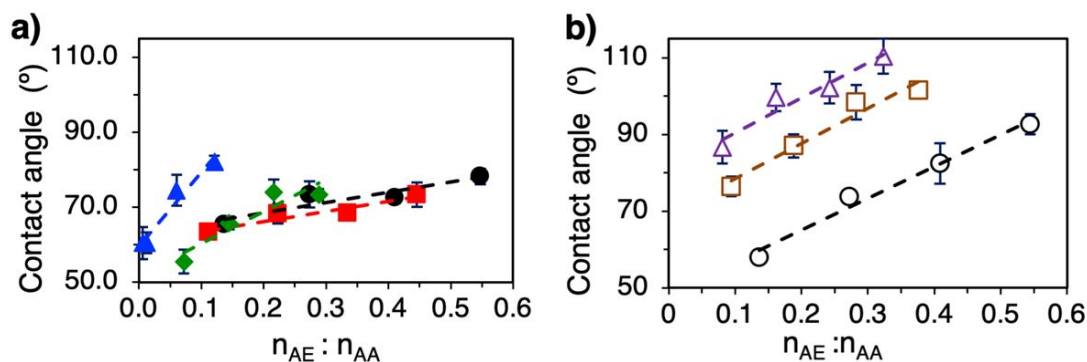 a)
Contact angle (º)
110.0
90.0
70.0
50.0
0.0 0.1 0.2 0.3 0.4 0.5 0.6
nAE : nAA
b)
Contact angle (º)
110
90
70
50
0 0.1 0.2 0.3 0.4 0.5 0.6
nAE :nAA